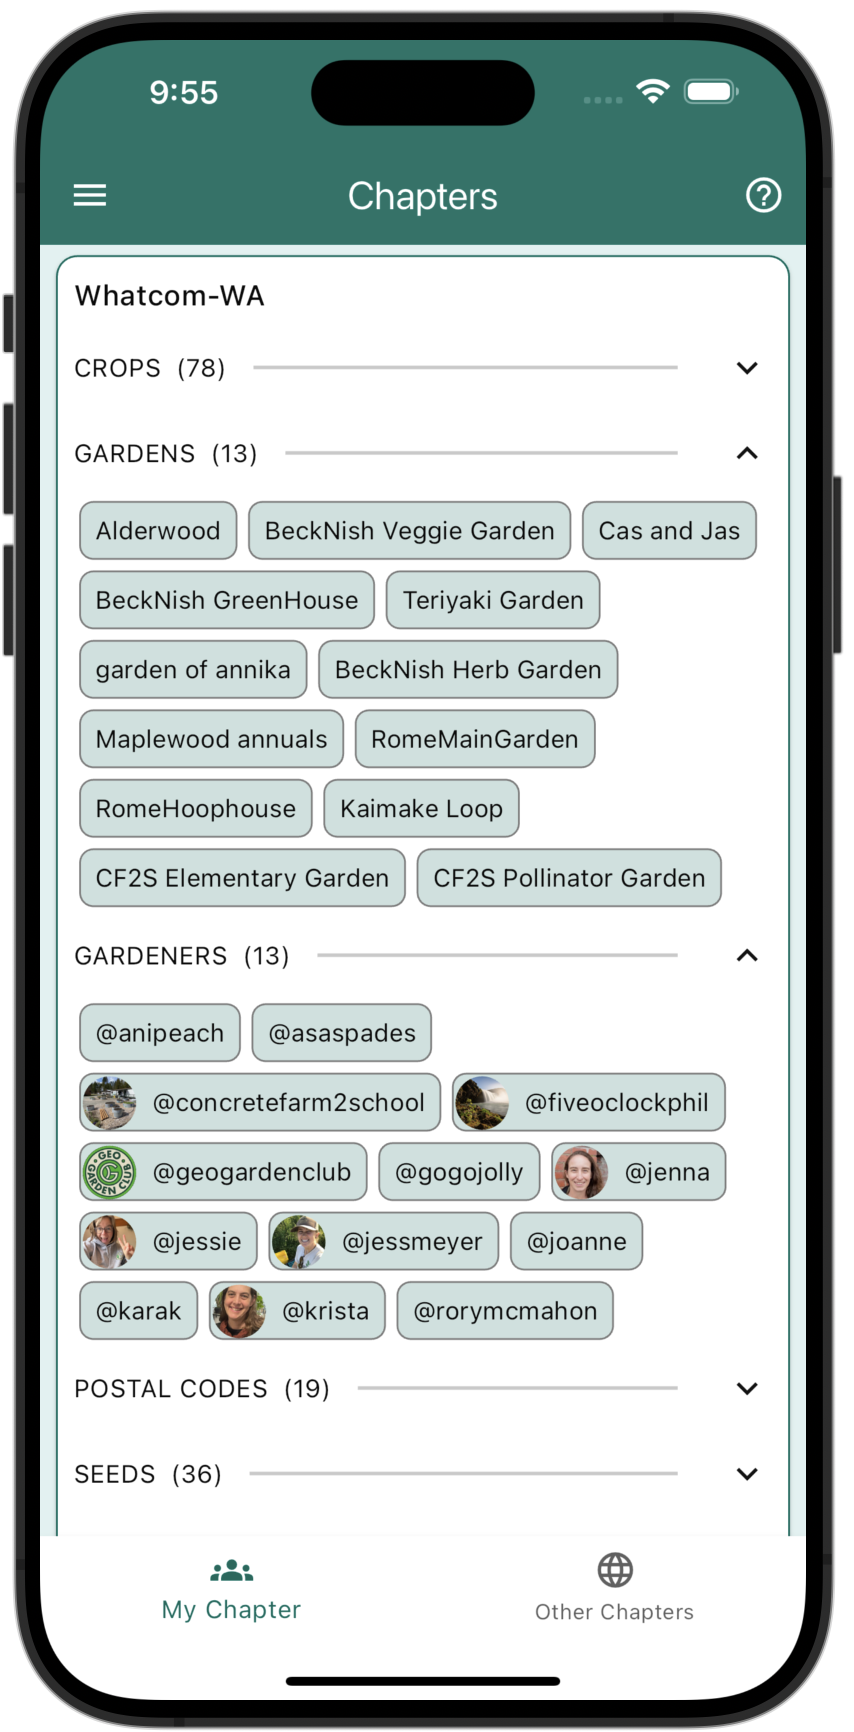 9:55
Chapters
Whatcom-WA
CROPS (78)
GARDENS (13)
Alderwood BeckNish Veggie Garden Cas and Jas
BeckNish GreenHouse Teriyaki Garden
garden of annika BeckNish Herb Garden
Maplewood annuals RomeMainGarden
RomeHoophouse Kaimake Loop
CF2S Elementary Garden CF2S Pollinator Garden
GARDENERS (13)
@anipeach @asaspades
@concretefarm2school @fiveoclockphil
GEO GARDEN CLUB @geogardenclub @gogojolly @jenna
@jessie @jessmeyer @joanne
@karak @krista @rorymcmahon
POSTAL CODES (19)
SEEDS (36)
My Chapter Other Chapters